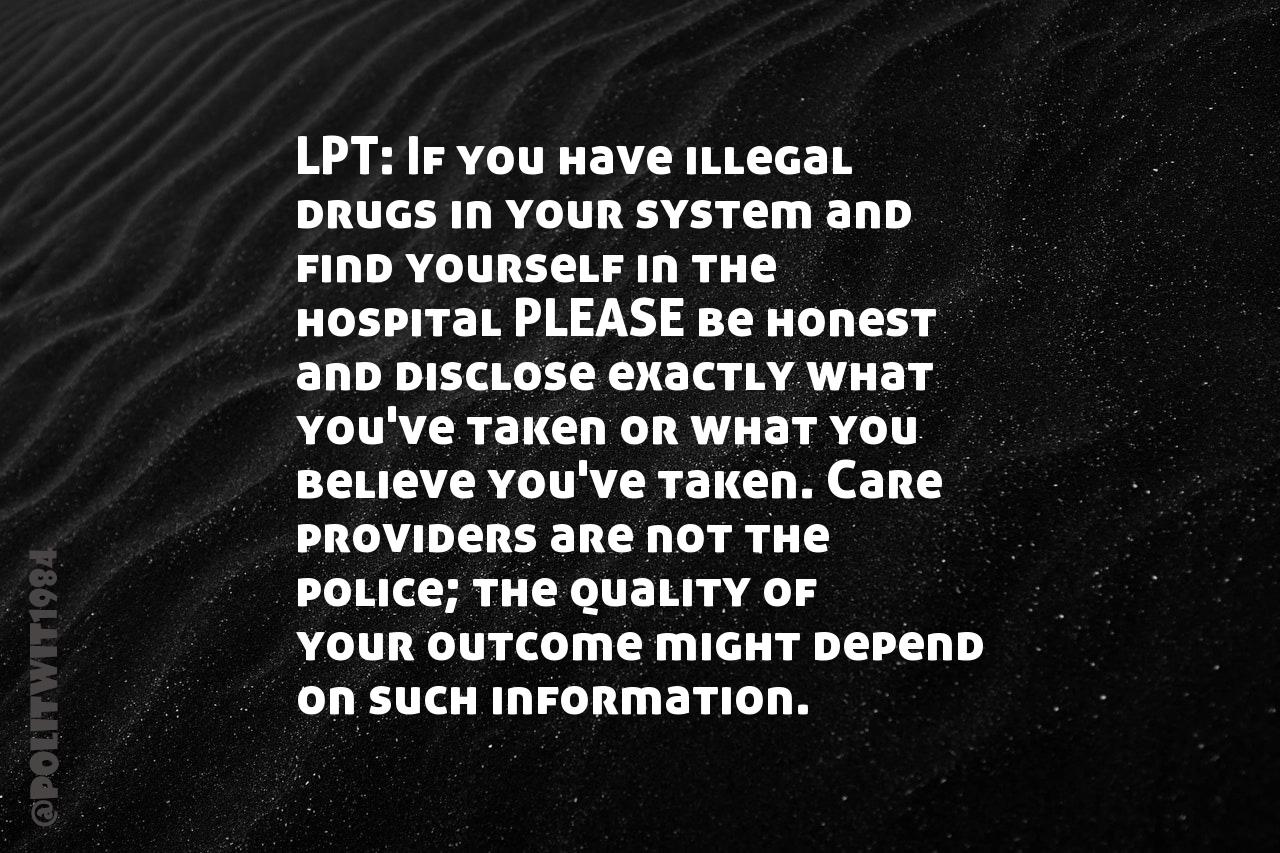 LPT: If you have illegal
drugs in your system and
find yourself in the
hospital PLEASE be honest
and disclose exactly what
you've taken or what you
believe you've taken. Care
providers are not the
police; the quality of
your outcome might depend
on such information.
@politwit1984